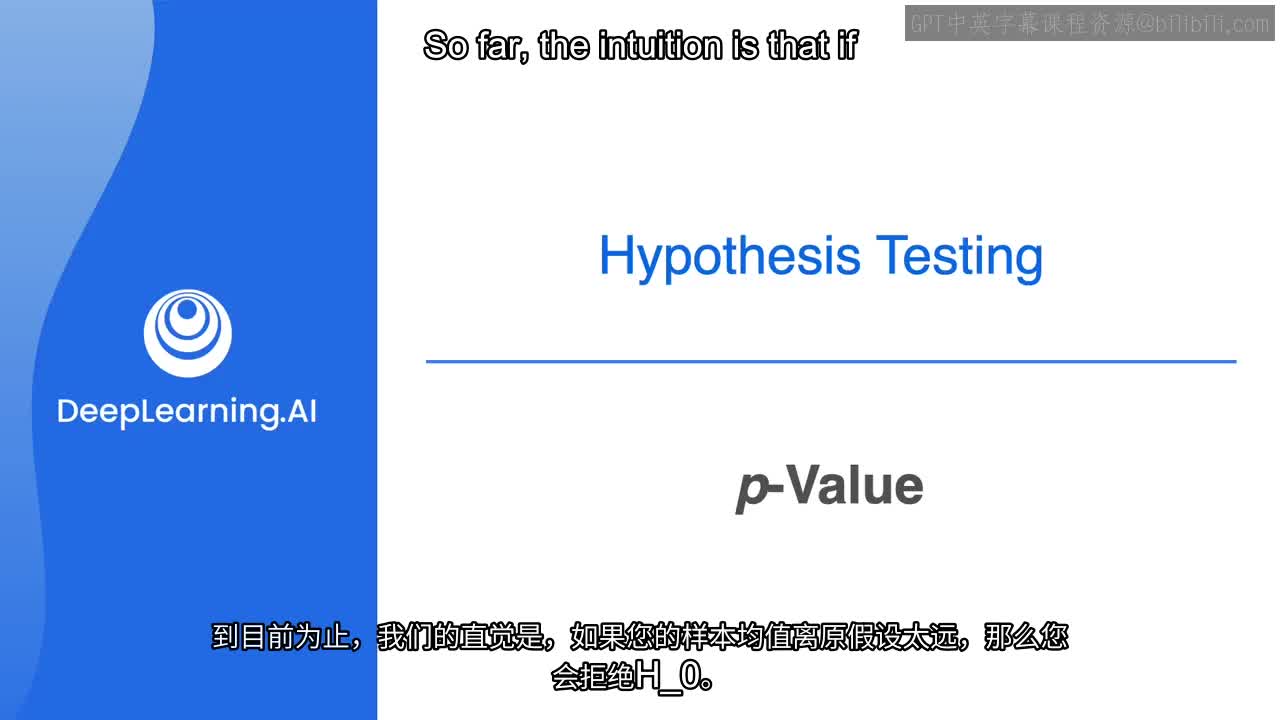 GPT中英字幕课程资源@bilibili.com
So far, the intuition is that if
Hypothesis Testing
DeepLearning.AI
p-Value
到目前为止，我们的直觉是，如果您的样本均值离原假设太远，那么您
会拒绝H_0。